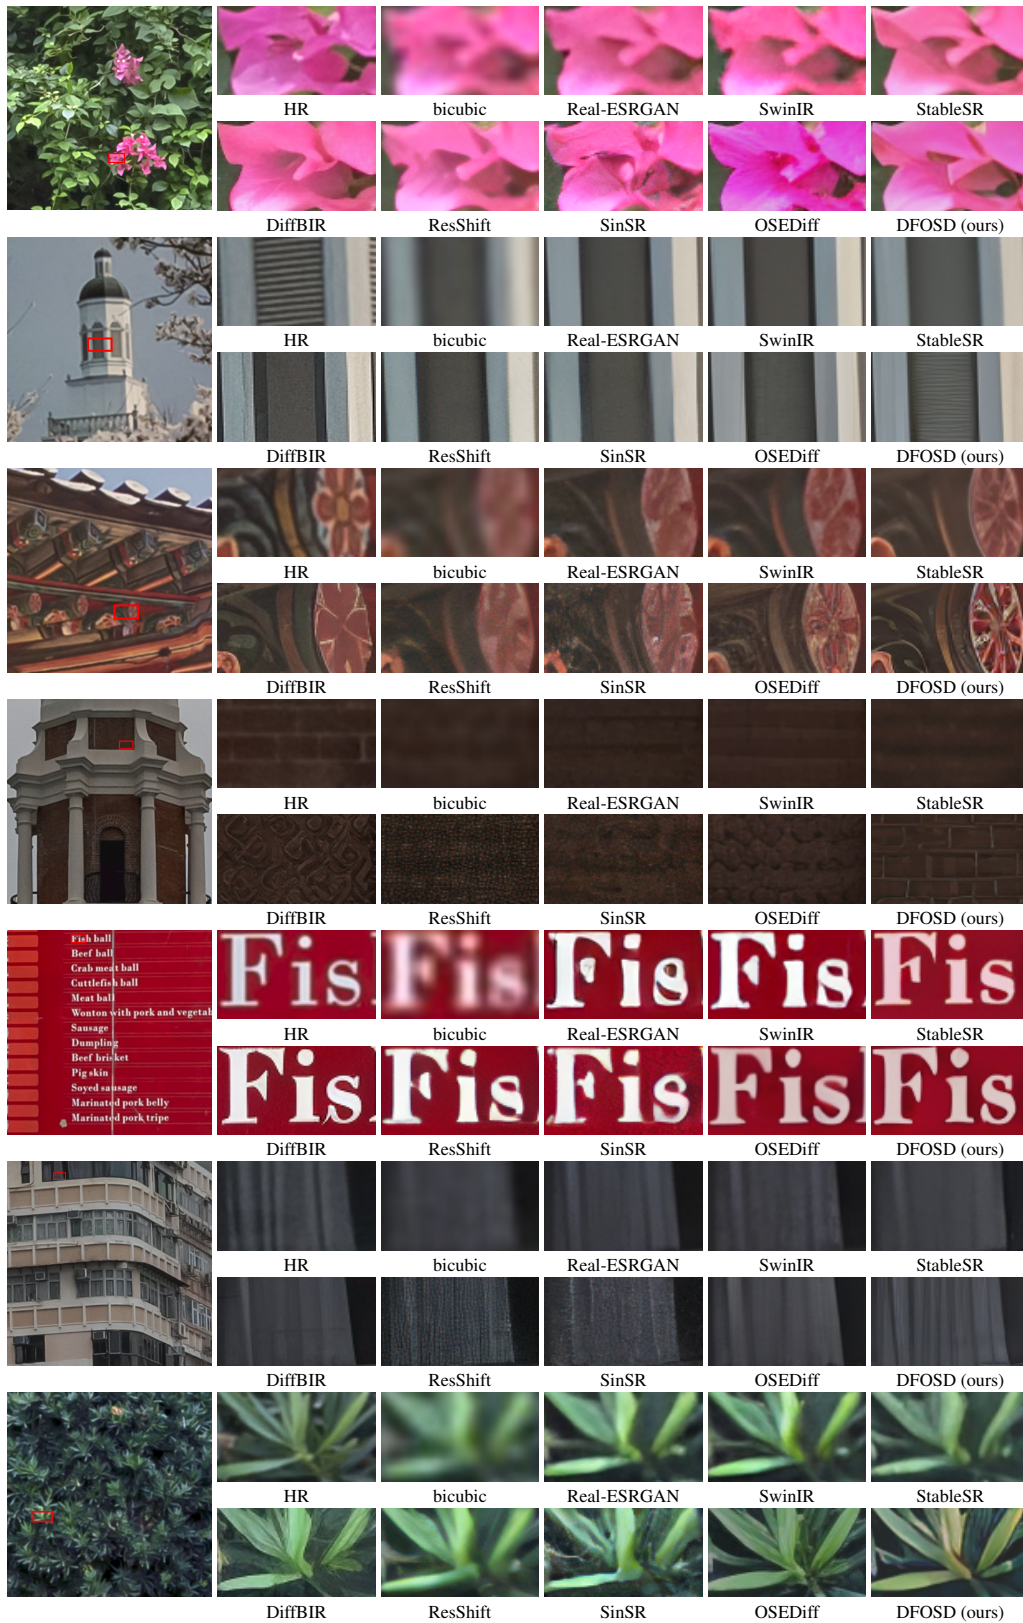 HR bicubic Real-ESRGAN SwinIR StableSR
DiffBIR ResShift SinSR OSEDiff DFOSD (ours)
HR bicubic Real-ESRGAN SwinIR StableSR
DiffBIR ResShift SinSR OSEDiff DFOSD (ours)
HR bicubic Real-ESRGAN SwinIR StableSR
DiffBIR ResShift SinSR OSEDiff DFOSD (ours)
HR bicubic Real-ESRGAN SwinIR StableSR
DiffBIR ResShift SinSR OSEDiff DFOSD (ours)
Fish ball
Beef ball
Crab meat ball
Cuttlefish ball
Meat ball
Wonton with pork and vegetab
Sausage
Dumpling
Beef brisket
Pig skin
Soyed sausage
Marinated pork belly
Marinated pork tripe
Fis Fis Fis Fis Fis
HR bicubic Real-ESRGAN SwinIR StableSR
Fis Fis Fis Fis Fis
DiffBIR ResShift SinSR OSEDiff DFOSD (ours)
HR bicubic Real-ESRGAN SwinIR StableSR
DiffBIR ResShift SinSR OSEDiff DFOSD (ours)
HR bicubic Real-ESRGAN SwinIR StableSR
DiffBIR ResShift SinSR OSEDiff DFOSD (ours)